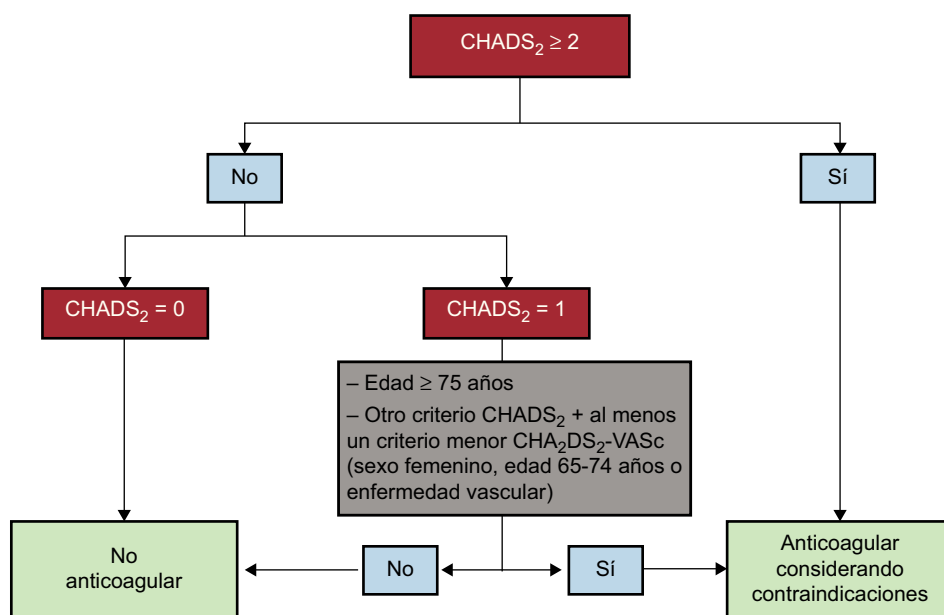 CHADS₂ ≥ 2
No
Sí
CHADS₂ = 0
CHADS₂ = 1
– Edad ≥ 75 años
– Otro criterio CHADS₂ + al menos
un criterio menor CHA₂DS₂-VASc
(sexo femenino, edad 65-74 años o
enfermedad vascular)
No
anticoagular
No
Sí
Anticoagular
considerando
contraindicaciones